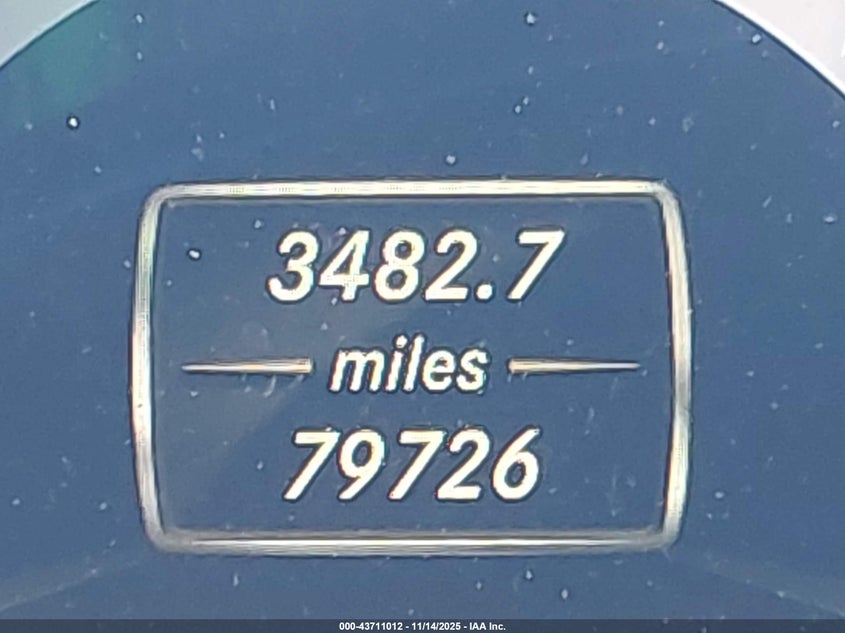 3482.7
miles
79726
000-43711012 - 11/14/2025 - IAA Inc.